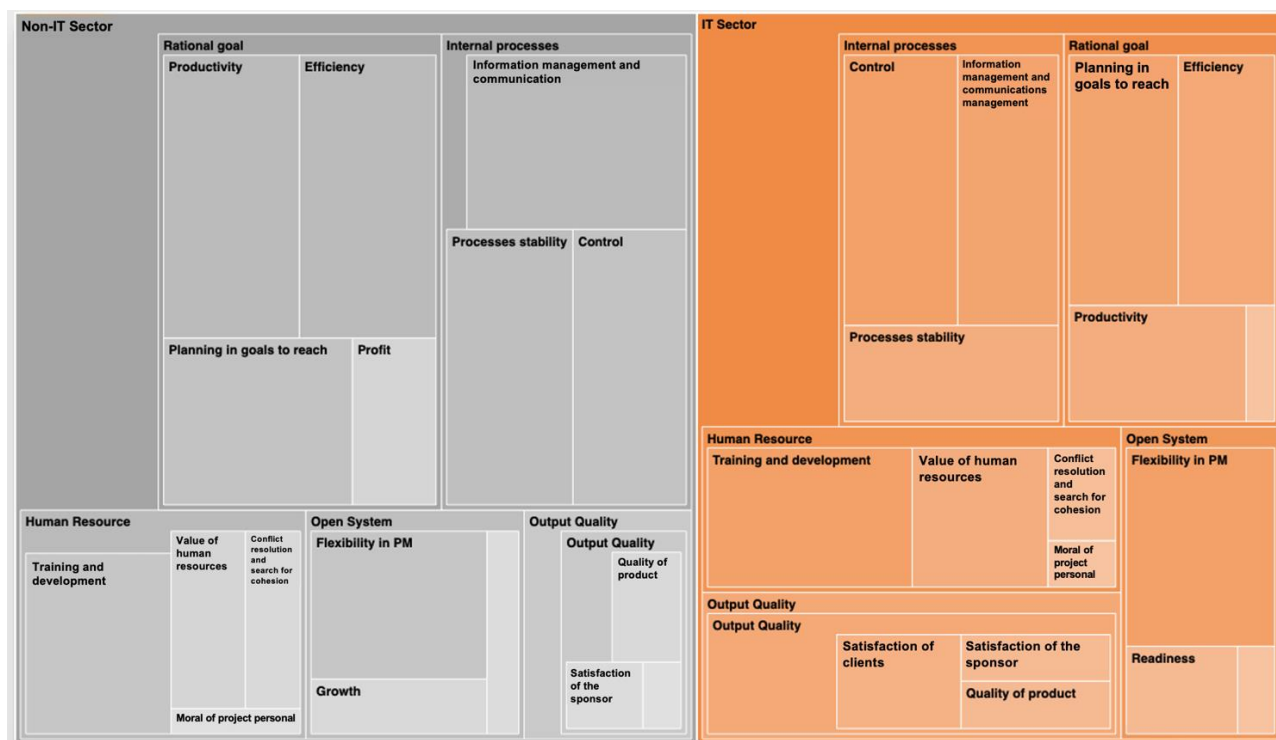 Non-IT Sector
Rational goal
Productivity
Efficiency
Planning in goals to reach
Profit
Internal processes
Information management and
communication
Processes stability
Control
Human Resource
Training and
development
Value of
human
resources
Conflict
resolution
and
search for
cohesion
Moral of project personal
Open System
Flexibility in PM
Growth
Output Quality
Output Quality
Quality of
product
Satisfaction
of the
sponsor
IT Sector
Internal processes
Control
Information
management and
communications
management
Processes stability
Rational goal
Planning in
goals to reach
Efficiency
Productivity
Human Resource
Training and development
Value of human
resources
Conflict
resolution
and
search for
cohesion
Moral of
project
personal
Open System
Flexibility in PM
Readiness
Output Quality
Output Quality
Satisfaction of
clients
Satisfaction of the
sponsor
Quality of product